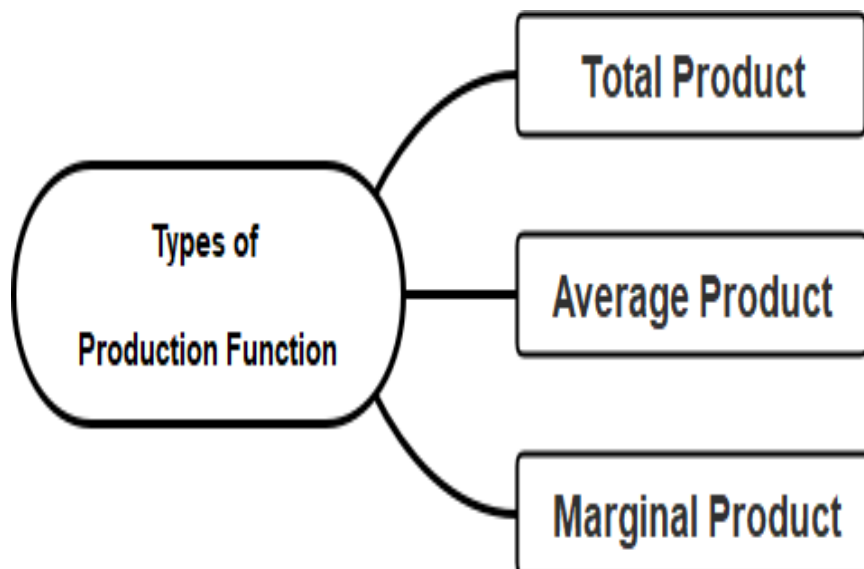 Types of
Production Function
Total Product
Average Product
Marginal Product